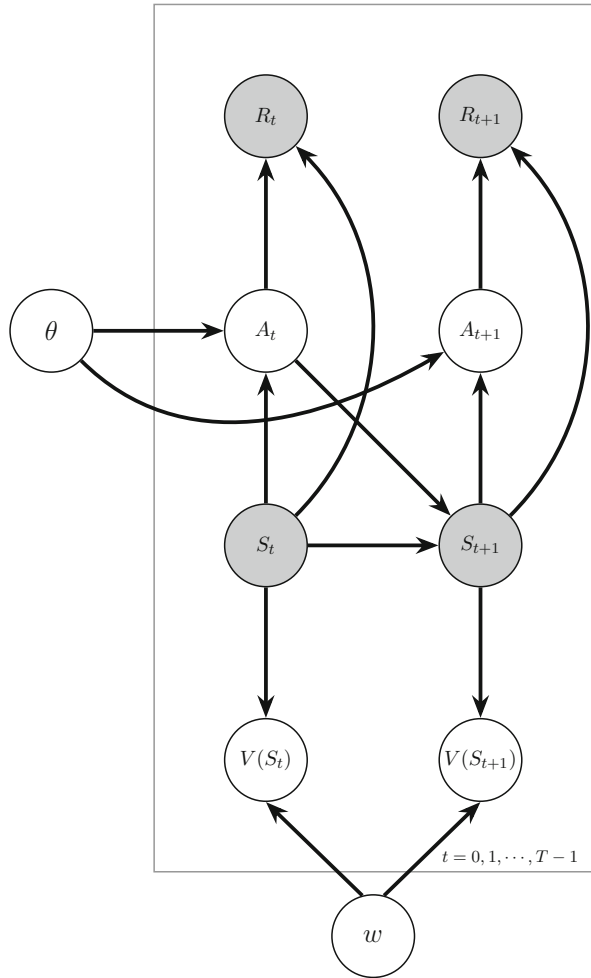 R_t
R_{t+1}
θ
A_t
A_{t+1}
S_t
S_{t+1}
V(S_t)
V(S_{t+1})
t = 0, 1, ⋯, T − 1
w